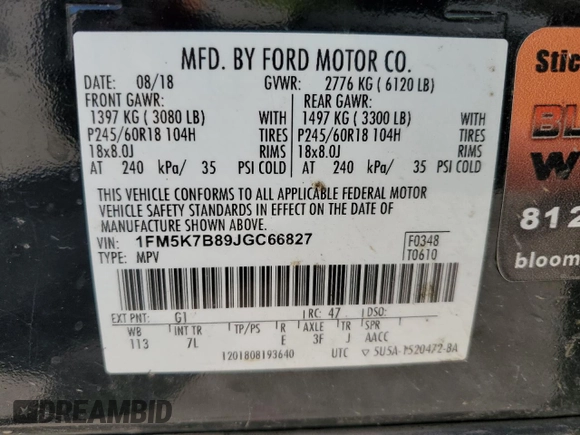 MFD. BY FORD MOTOR CO.
DATE: 08/18 GVWR: 2776 KG (6120 LB)
FRONT GAWR: REAR GAWR:
1397 KG (3080 LB) WITH 1497 KG (3300 LB) WITH
P245/60R18 104H TIRES P245/60R18 104H TIRES
18x8.0J RIMS 18x8.0J RIMS
AT 240 kPa/ 35 PSI COLD AT 240 kPa/ 35 PSI COLD
THIS VEHICLE CONFORMS TO ALL APPLICABLE FEDERAL MOTOR
VEHICLE SAFETY STANDARDS IN EFFECT ON THE DATE OF
MANUFACTURE SHOWN ABOVE.
VIN: 1FM5K7B89JGC66827 F0348
TYPE: MPV T0610
EXT PNT: G1 RC: 47 DSO:
WB INT TR TP/PS R AXLE TR SPR
113 7L E 3F J AACC
1201808193640 UTC 5U5A-1520472-BA
Stic
812
bloom
DREAMBID